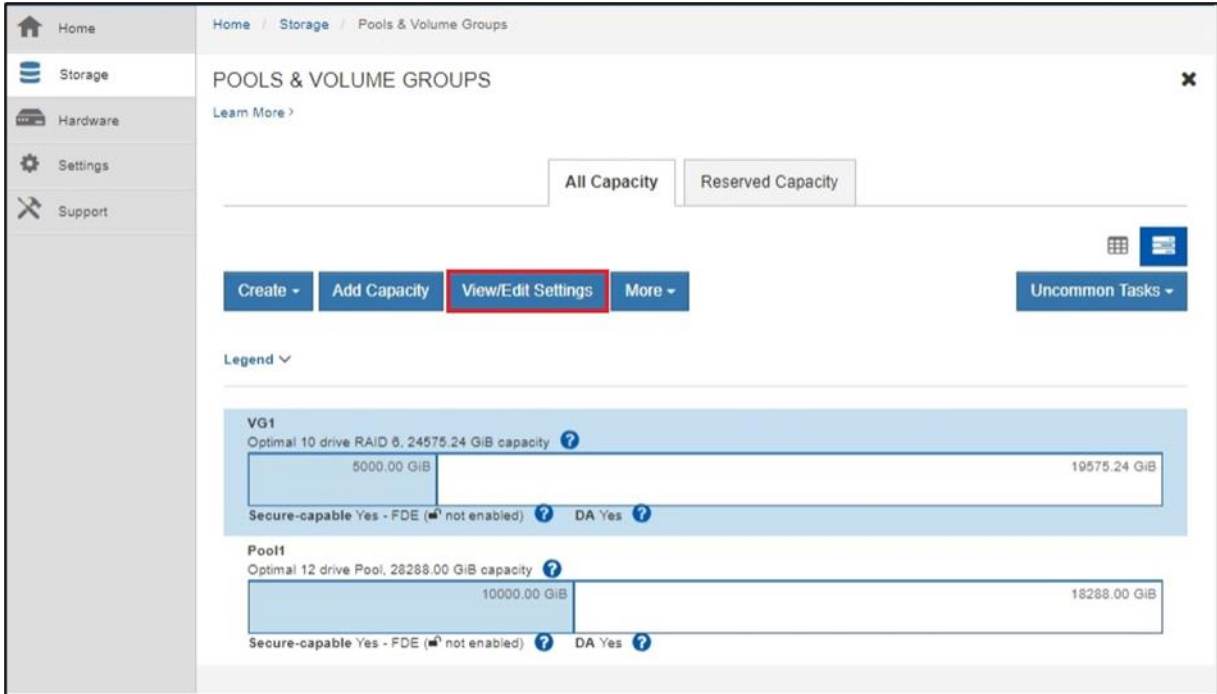 Home
Storage
Hardware
Settings
Support
Home / Storage / Pools & Volume Groups
POOLS & VOLUME GROUPS
Learn More >
All Capacity Reserved Capacity
Create Add Capacity View/Edit Settings More Uncommon Tasks
Legend
VG1
Optimal 10 drive RAID 6, 24575.24 GiB capacity ?
5000.00 GiB 19575.24 GiB
Secure-capable Yes - FDE ( not enabled) ? DA Yes ?
Pool1
Optimal 12 drive Pool, 28288.00 GiB capacity ?
10000.00 GiB 18288.00 GiB
Secure-capable Yes - FDE ( not enabled) ? DA Yes ?